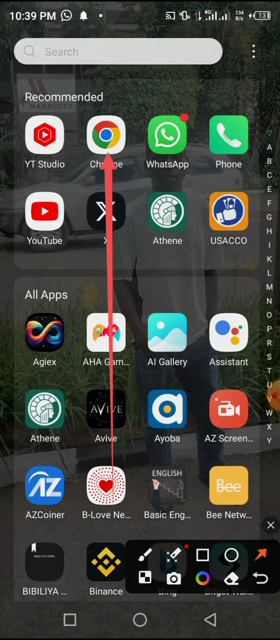 10:39 PM
Search
Recommended
YT Studio
WhatsApp
Phone
YouTube
X
Athene
USACCO
All Apps
Agiex
AHA Gam...
AI Gallery
Assistant
Athene
Avive
Ayoba
AZ Screen...
AZCoiner
B-Love Ne...
ENGLISH
Basic Eng...
Bee
Bee Netw...
BIBILIYA ...
Binance
A
B
C
D
E
F
G
H
I
J
K
L
M
N
O
P
Q
R
S
T
W
X
Y
Z